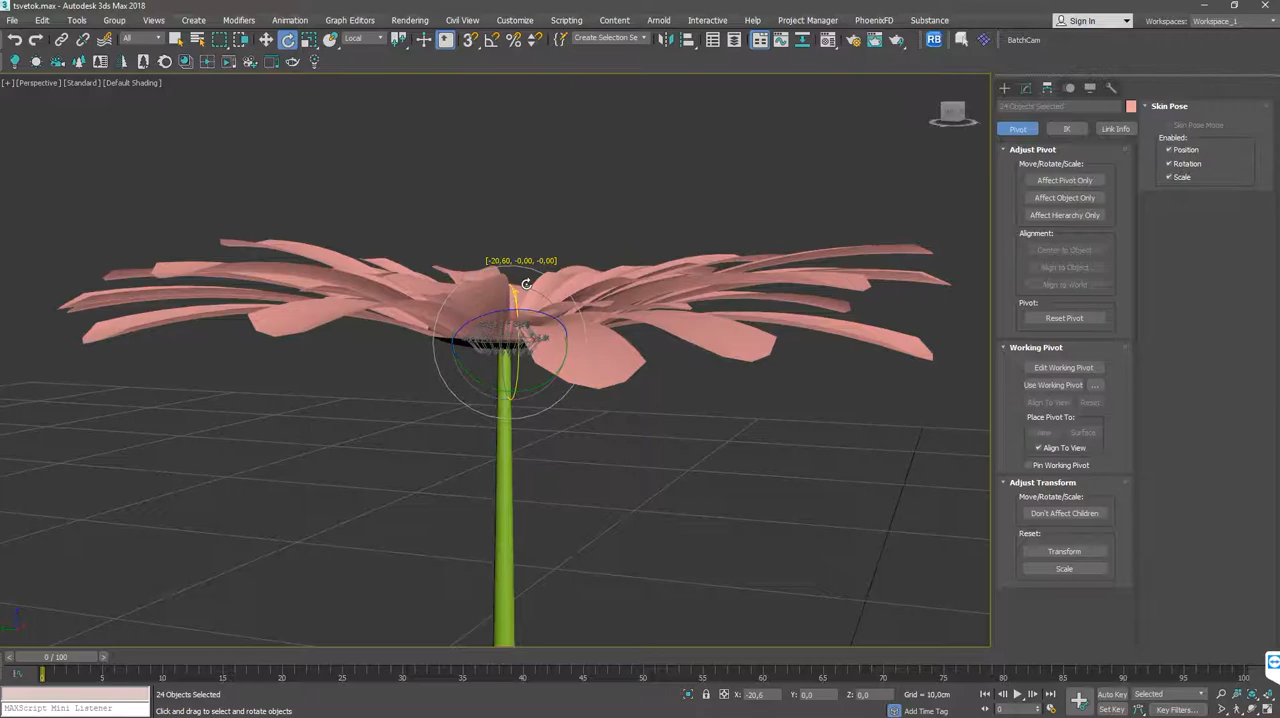 tsvetok.max - Autodesk 3ds Max 2018
File Edit Tools Group Views Create Modifiers Animation Graph Editors Rendering Civil View Customize Scripting Content Arnold Interactive Help Project Manager PhoenixFD Substance
Sign In
Workspaces: Workspace_1
All
Local
Create Selection Se
RB
BatchCam
[+] [Perspective] [Standard] [Default Shading]
24 Objects Selected
Pivot IK Link Info
Adjust Pivot
Move/Rotate/Scale:
Affect Pivot Only
Affect Object Only
Affect Hierarchy Only
Alignment:
Center to Object
Align to Object
Align to World
Pivot:
Reset Pivot
Working Pivot
Edit Working Pivot
Use Working Pivot ...
Align To View Reset
Place Pivot To:
View Surface
Align To View
Pin Working Pivot
Adjust Transform
Move/Rotate/Scale:
Don't Affect Children
Reset:
Transform
Scale
Skin Pose
Skin Pose Mode
Enabled:
Position
Rotation
Scale
[-20,60, -0,00, -0,00]
0 / 100
0 5 10 15 20 25 30 35 40 45 50 55 60 65 70 75 80 85 90 95 100
24 Objects Selected
X: -20,6 Y: 0,0 Z: 0,0 Grid = 10,0cm
Auto Key Selected
MAXScript Mini Listener
Click and drag to select and rotate objects
Add Time Tag
0
Set Key Key Filters...